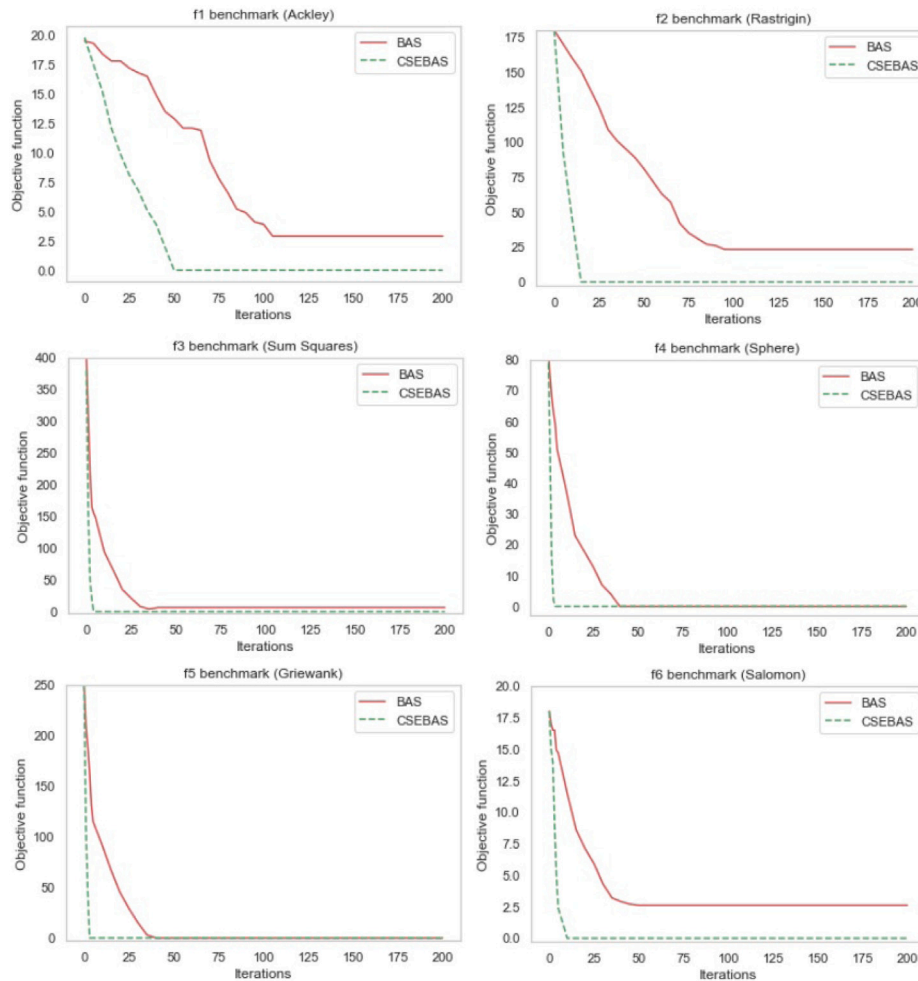 f1 benchmark (Ackley)
20.0
17.5
15.0
12.5
10.0
7.5
5.0
2.5
0.0
Objective function
BAS
CSEBAS
0 25 50 75 100 125 150 175 200
Iterations
f2 benchmark (Rastrigin)
175
150
125
100
75
50
25
0
Objective function
BAS
CSEBAS
0 25 50 75 100 125 150 175 200
Iterations
f3 benchmark (Sum Squares)
400
350
300
250
200
150
100
50
0
Objective function
BAS
CSEBAS
0 25 50 75 100 125 150 175 200
Iterations
f4 benchmark (Sphere)
80
70
60
50
40
30
20
10
0
Objective function
BAS
CSEBAS
0 25 50 75 100 125 150 175 200
Iterations
f5 benchmark (Griewank)
250
200
150
100
50
0
Objective function
BAS
CSEBAS
0 25 50 75 100 125 150 175 200
Iterations
f6 benchmark (Salomon)
20.0
17.5
15.0
12.5
10.0
7.5
5.0
2.5
0.0
Objective function
BAS
CSEBAS
0 25 50 75 100 125 150 175 200
Iterations